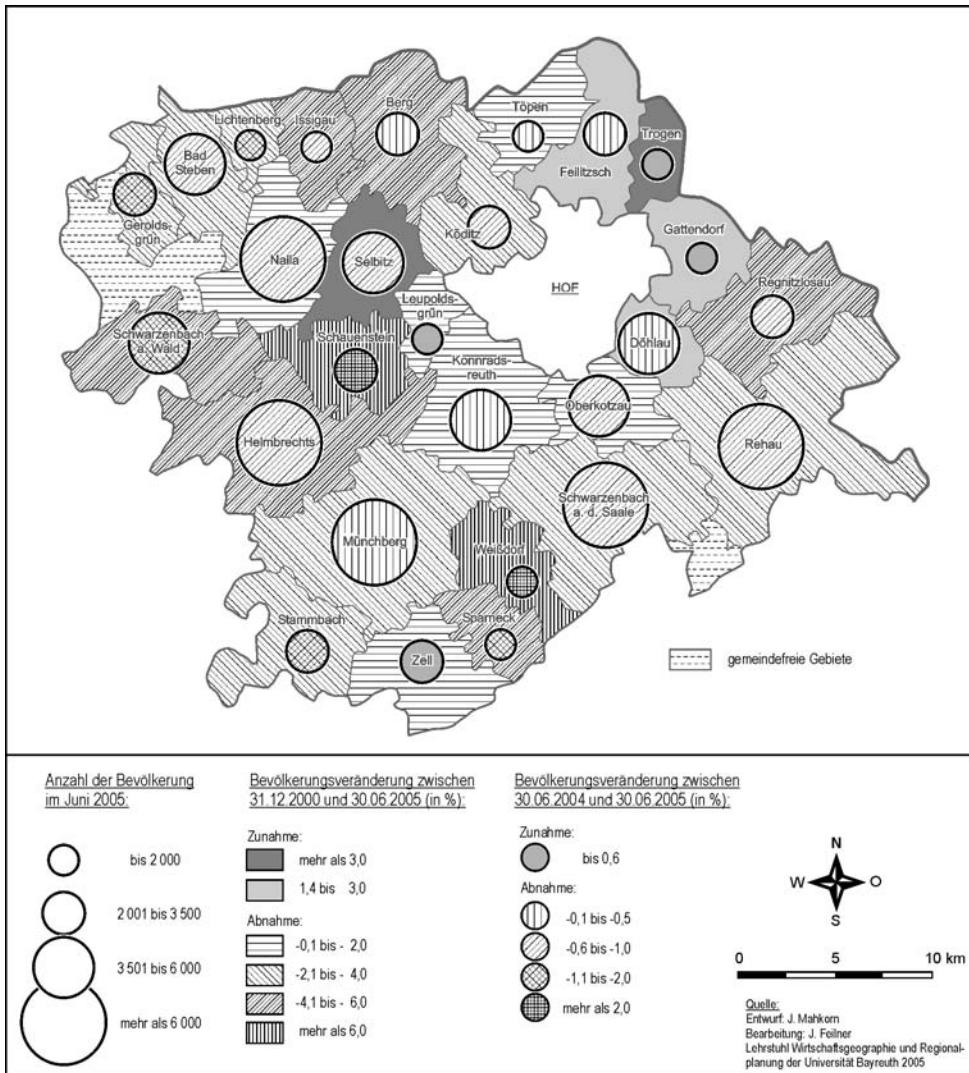 Töpen
Berg
Lichtenberg
Issigau
Trogen
Bad
Steben
Feilitzsch
Gerolds-
grün
Köditz
Gattendorf
Naila
Selbitz
HOF
Regnitzlosau
Leupolds-
grün
Schwarzenbach
a. Wald
Schauenstein
Döhlau
Konnrads-
reuth
Oberkotzau
Helmbrechts
Rehau
Schwarzenbach
a. d. Saale
Münchberg
Weißdorf
Stammbach
Sparneck
Zell
gemeindefreie Gebiete
Anzahl der Bevölkerung
im Juni 2005:
bis 2 000
2 001 bis 3 500
3 501 bis 6 000
mehr als 6 000
Bevölkerungsveränderung zwischen
31.12.2000 und 30.06.2005 (in %):
Zunahme:
mehr als 3,0
1,4 bis 3,0
Abnahme:
-0,1 bis - 2,0
-2,1 bis - 4,0
-4,1 bis - 6,0
mehr als 6,0
Bevölkerungsveränderung zwischen
30.06.2004 und 30.06.2005 (in %):
Zunahme:
bis 0,6
Abnahme:
-0,1 bis -0,5
-0,6 bis -1,0
-1,1 bis -2,0
mehr als 2,0
N
W O
S
0 5 10 km
Quelle:
Entwurf: J. Mahkorn
Bearbeitung: J. Feilner
Lehrstuhl Wirtschaftsgeographie und Regional-
planung der Universität Bayreuth 2005